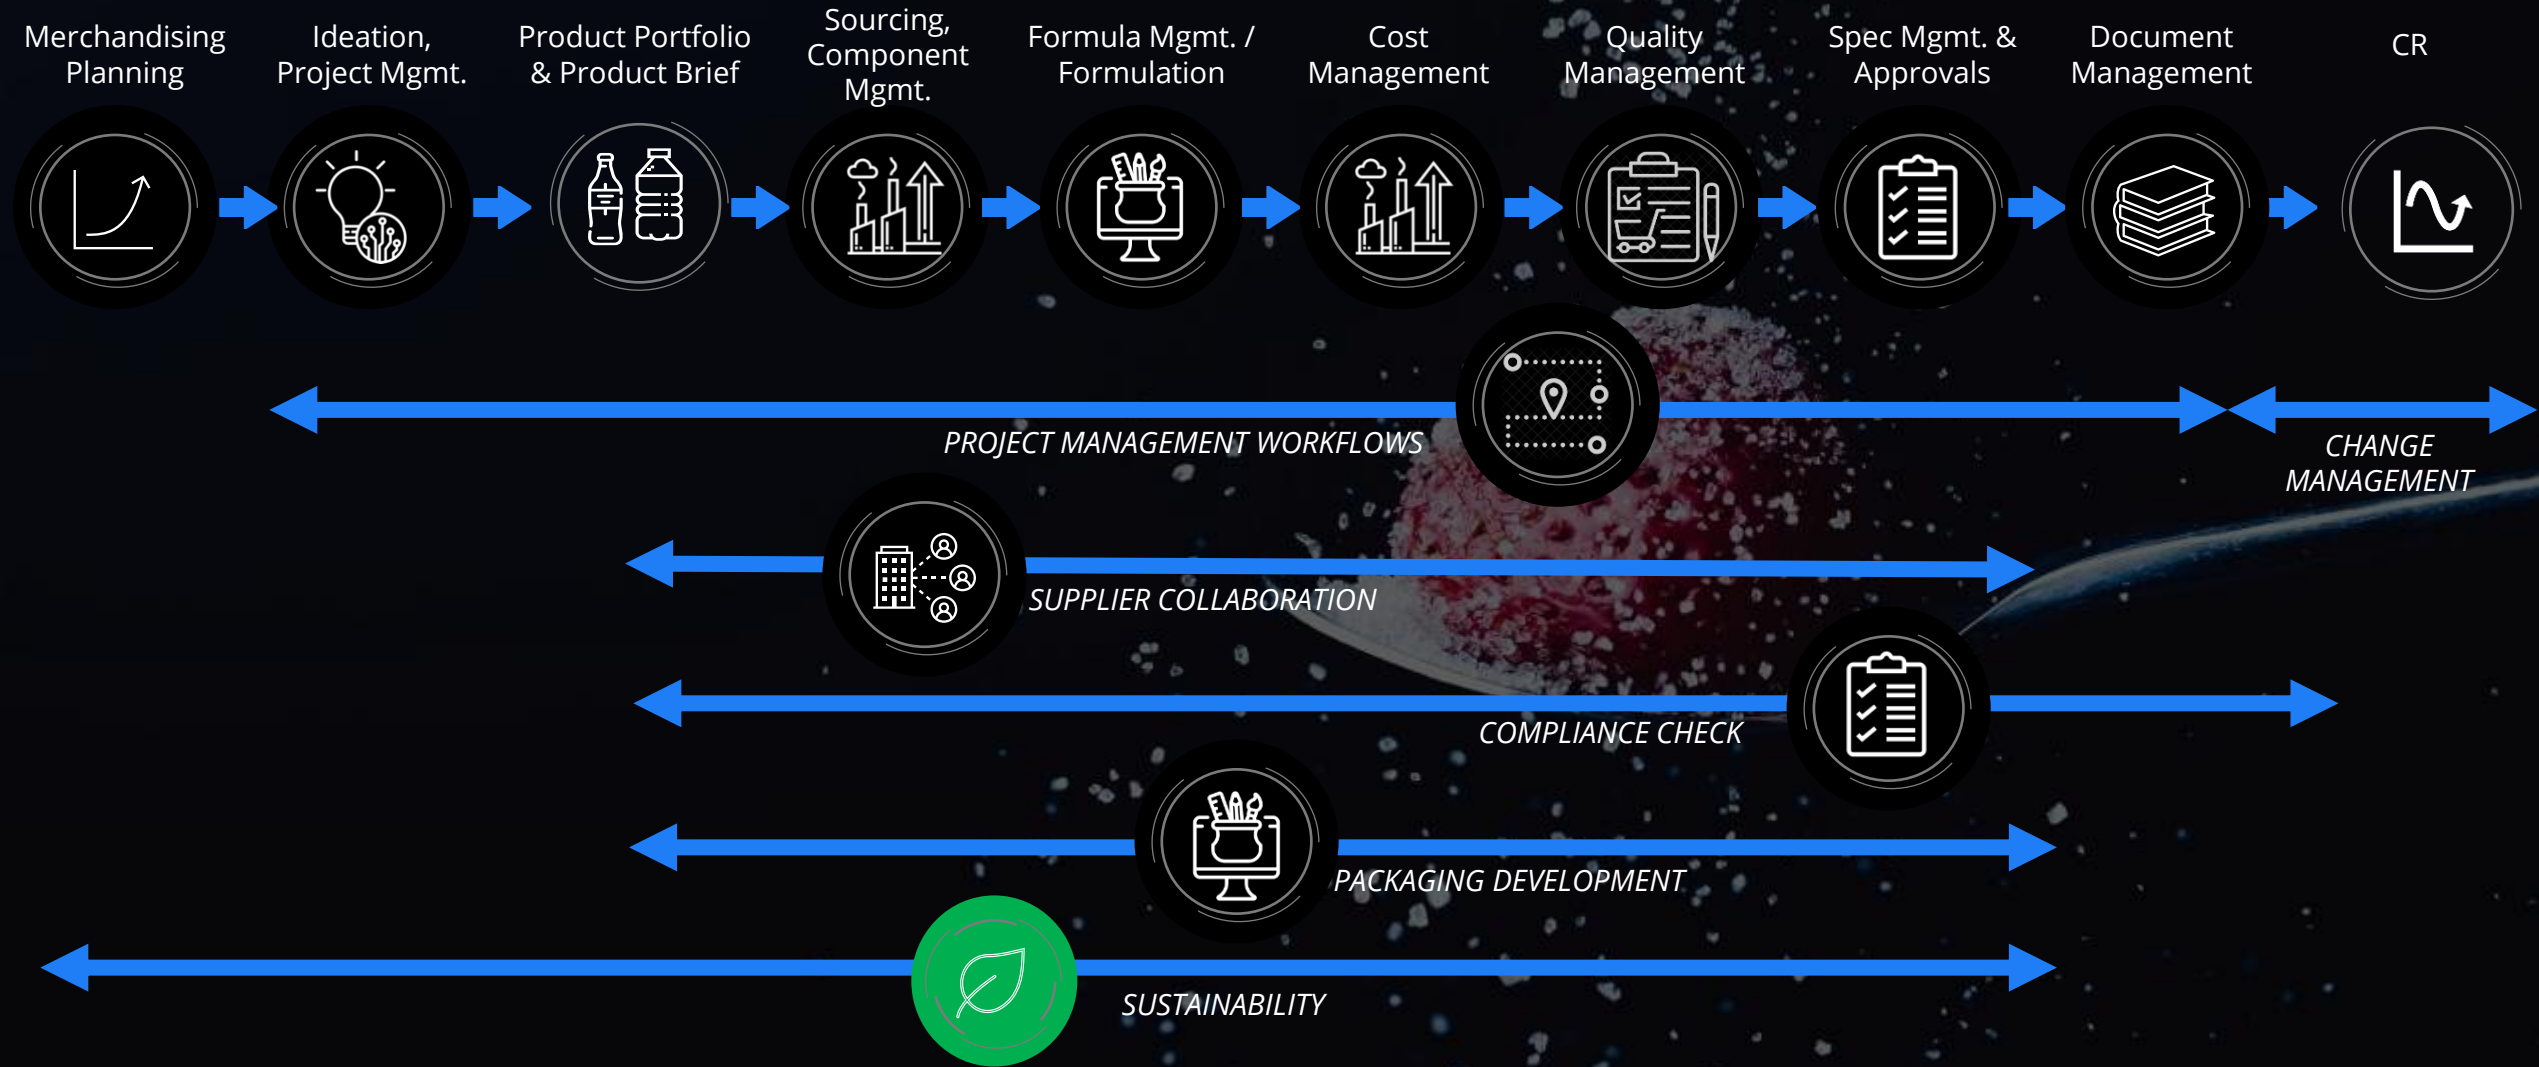 Merchandising
Planning
Ideation,
Project Mgmt.
Product Portfolio
& Product Brief
Sourcing,
Component
Mgmt.
Formula Mgmt. /
Formulation
Cost
Management
Quality
Management
Spec Mgmt. &
Approvals
Document
Management
CR
PROJECT MANAGEMENT WORKFLOWS
CHANGE
MANAGEMENT
SUPPLIER COLLABORATION
COMPLIANCE CHECK
PACKAGING DEVELOPMENT
SUSTAINABILITY